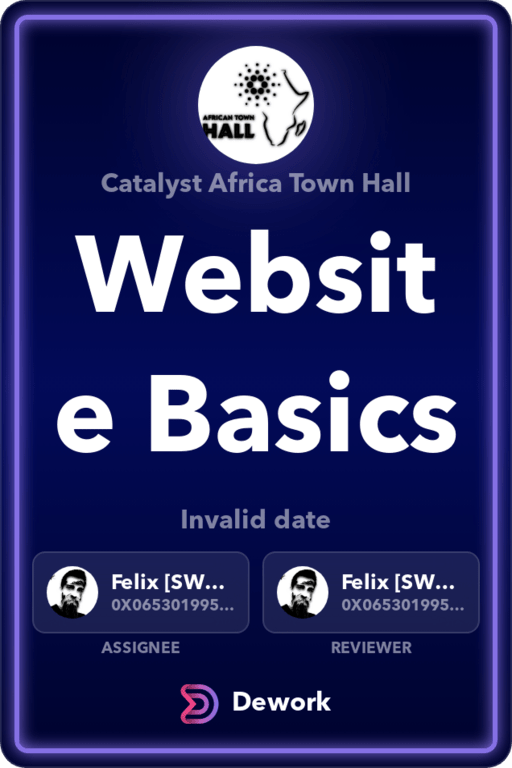 AFRICAN TOWN
HALL
Catalyst Africa Town Hall
Websit
e Basics
Invalid date
Felix [SW...
0X065301995...
ASSIGNEE
Felix [SW...
0X065301995...
REVIEWER
Dework